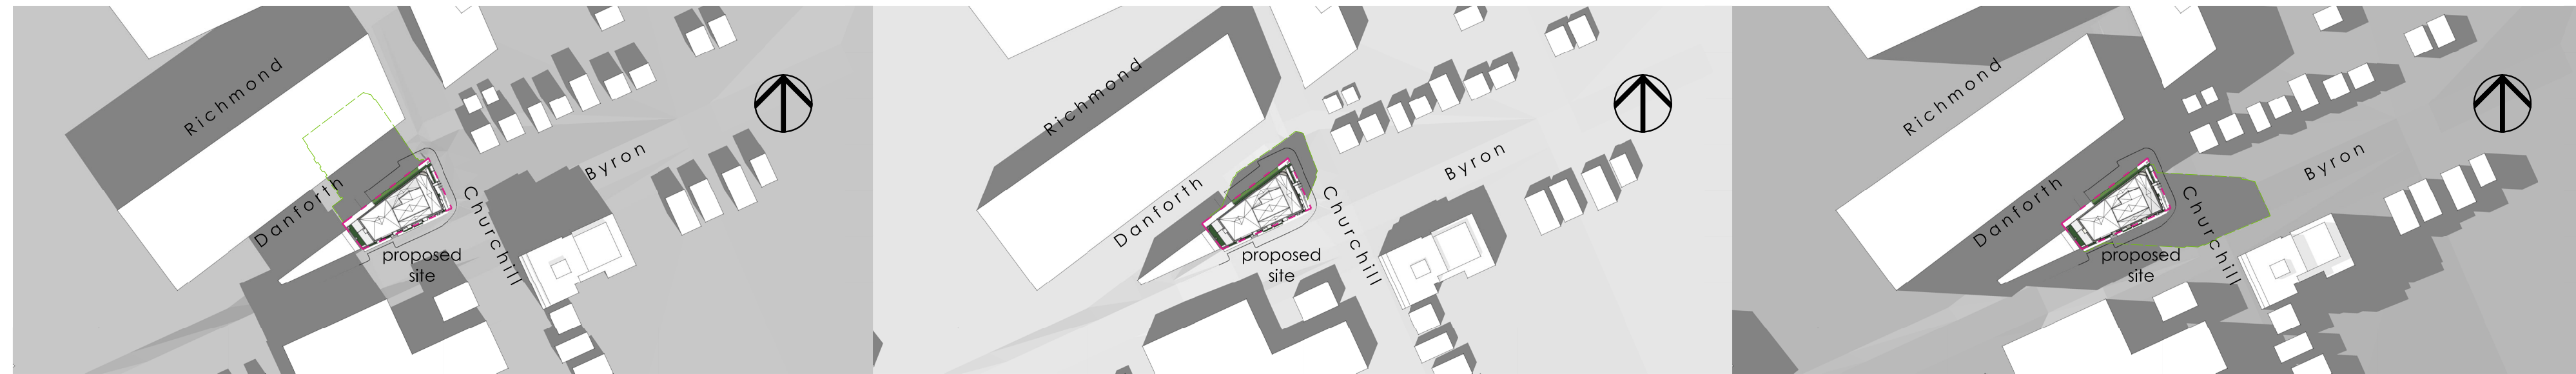 Richmond
Danforth
Byron
Churchill
proposed
site
Richmond
Danforth
Byron
Churchill
proposed
site
Richmond
Danforth
Byron
Churchill
proposed
site